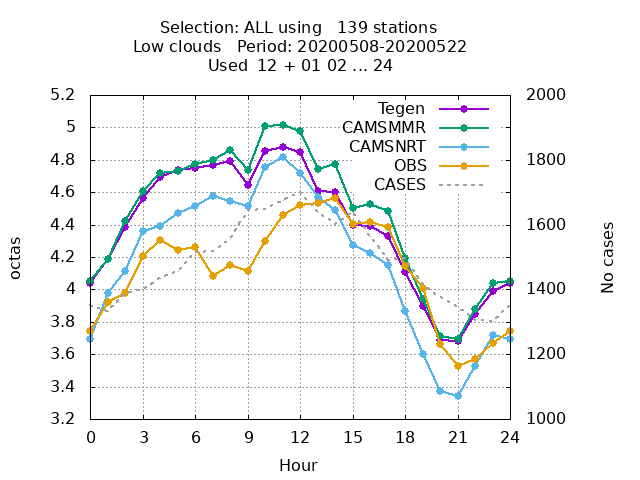 Selection: ALL using   139 stations
Low clouds   Period: 20200508-20200522
Used  12 + 01 02 ... 24
5.2
5
4.8
4.6
4.4
4.2
4
3.8
3.6
3.4
3.2
octas
2000
1800
1600
1400
1200
1000
No cases
Tegen
CAMSMMR
CAMSNRT
OBS
CASES
0 3 6 9 12 15 18 21 24
Hour